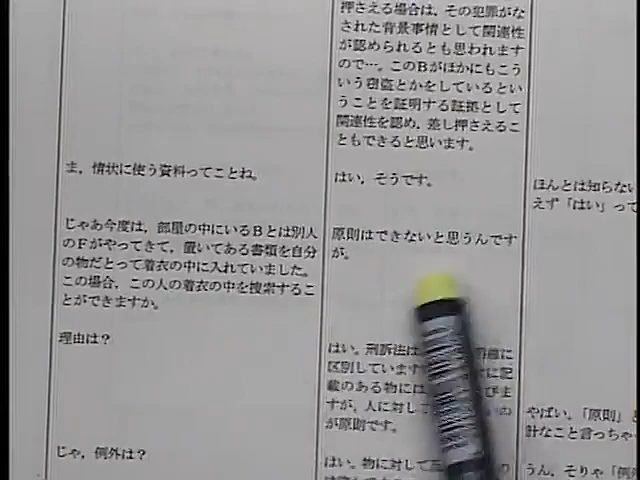 押さえる場合は、その犯罪がな
された背景事情として関連性
が認められるとも思われます
ので…。このBがほかにもこう
いう窃盗とかをしているとい
うことを証明する証拠として
関連性を認め、差し押さえるこ
ともできると思います。
ま、情状に使う資料ってことね。
はい、そうです。
ほんとは知らない
えず「はい」って
じゃあ今度は、部屋の中にいるBとは別人
のFがやってきて、置いてある書類を自分
の物だとって着衣の中に入れていました。
この場合、この人の着衣の中を捜索するこ
とができますか。
原則はできないと思うんです
が。
理由は？
はい。刑訴法は
区別しています
載のある物には
すが、人に対して
が原則です。
やばい。「原則」と
計なこと言っちゃ
じゃ、例外は？
はい。物に対して
うん、そりゃ「例外